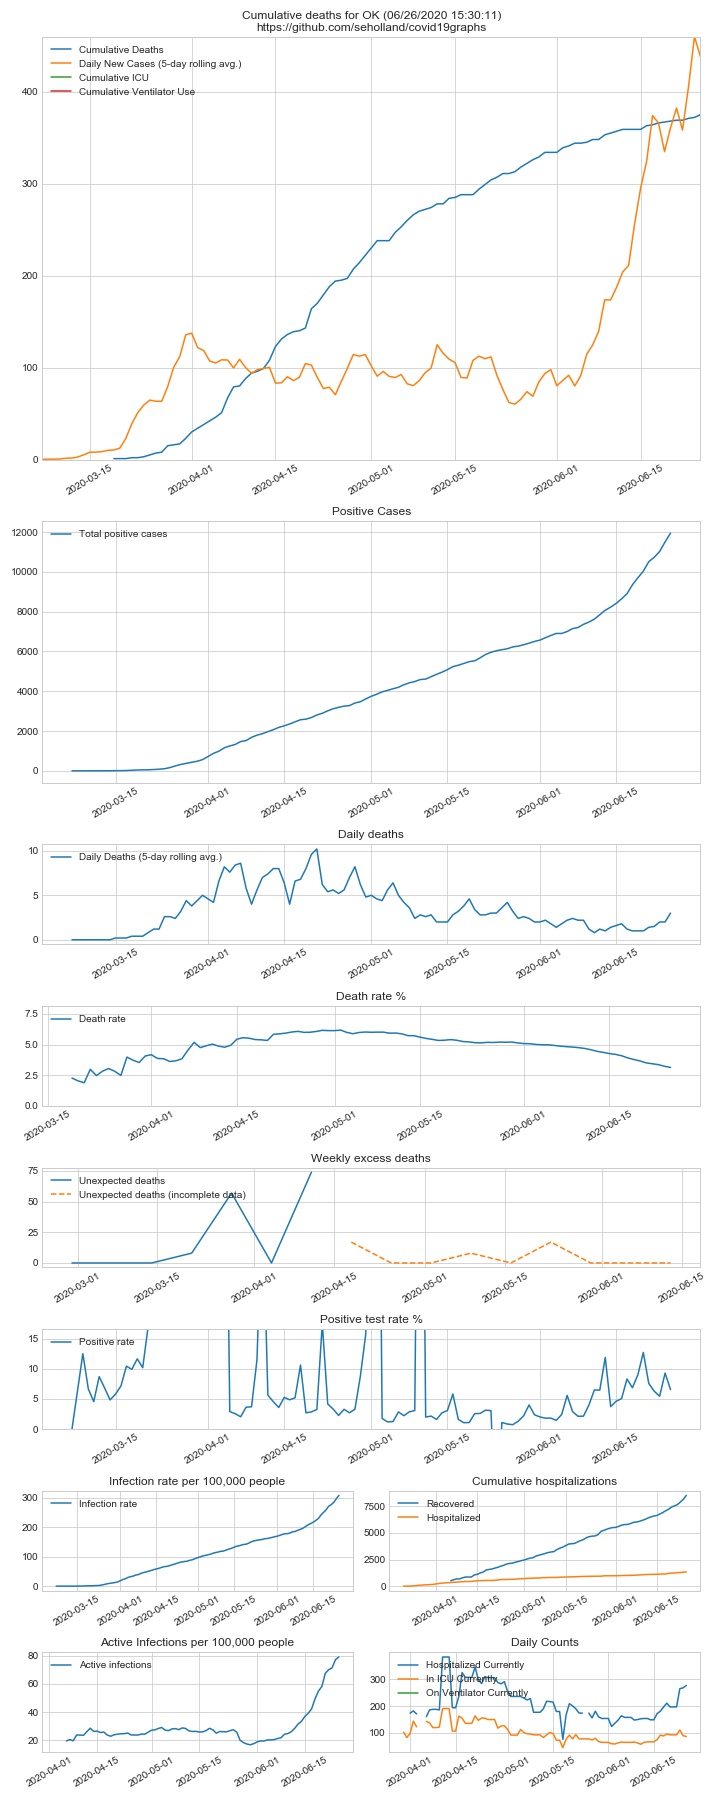 Cumulative deaths for OK (06/26/2020 15:30:11)
https://github.com/seholland/covid19graphs
Cumulative Deaths
Daily New Cases (5-day rolling avg.)
Cumulative ICU
Cumulative Ventilator Use
400
300
200
100
0
2020-03-15 2020-04-01 2020-04-15 2020-05-01 2020-05-15 2020-06-01 2020-06-15
Positive Cases
Total positive cases
12000
10000
8000
6000
4000
2000
0
2020-03-15 2020-04-01 2020-04-15 2020-05-01 2020-05-15 2020-06-01 2020-06-15
Daily deaths
Daily Deaths (5-day rolling avg.)
10
5
0
2020-03-15 2020-04-01 2020-04-15 2020-05-01 2020-05-15 2020-06-01 2020-06-15
Death rate %
Death rate
7.5
5.0
2.5
0.0
2020-03-15 2020-04-01 2020-04-15 2020-05-01 2020-05-15 2020-06-01 2020-06-15
Weekly excess deaths
Unexpected deaths
Unexpected deaths (incomplete data)
75
50
25
0
2020-03-01 2020-03-15 2020-04-01 2020-04-15 2020-05-01 2020-05-15 2020-06-01 2020-06-15
Positive test rate %
Positive rate
15
10
5
0
2020-03-15 2020-04-01 2020-04-15 2020-05-01 2020-05-15 2020-06-01 2020-06-15
Infection rate per 100,000 people
Infection rate
300
200
100
0
2020-03-15 2020-04-01 2020-04-15 2020-05-01 2020-05-15 2020-06-01 2020-06-15
Cumulative hospitalizations
Recovered
Hospitalized
7500
5000
2500
0
2020-04-01 2020-04-15 2020-05-01 2020-05-15 2020-06-01 2020-06-15
Active Infections per 100,000 people
Active infections
80
60
40
20
2020-04-01 2020-04-15 2020-05-01 2020-05-15 2020-06-01 2020-06-15
Daily Counts
Hospitalized Currently
In ICU Currently
On Ventilator Currently
300
200
100
2020-04-01 2020-04-15 2020-05-01 2020-05-15 2020-06-01 2020-06-15